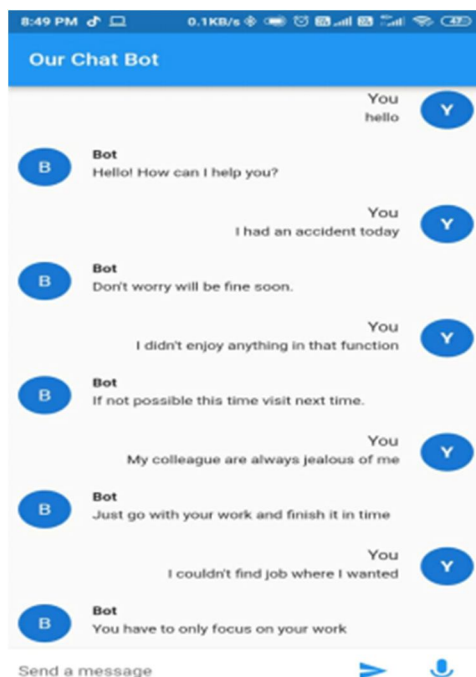 8:49 PM 0.1KB/s 47
Our Chat Bot
You
hello
Y
B
Bot
Hello! How can I help you?
You
I had an accident today
Y
B
Bot
Don't worry will be fine soon.
You
I didn't enjoy anything in that function
Y
B
Bot
If not possible this time visit next time.
You
My colleague are always jealous of me
Y
B
Bot
Just go with your work and finish it in time
You
I couldn't find job where I wanted
Y
B
Bot
You have to only focus on your work
Send a message